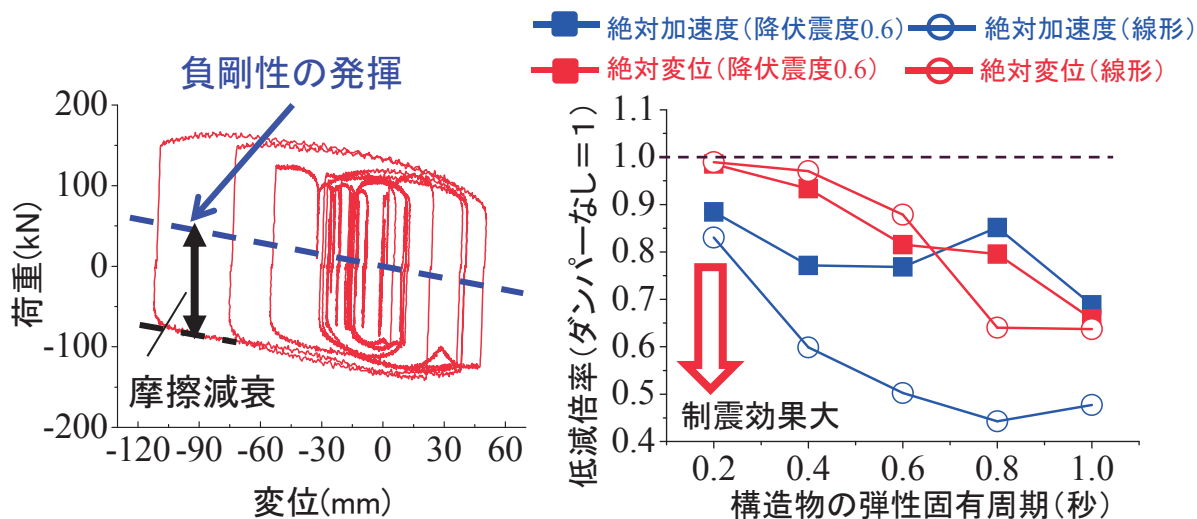 負剛性の発揮
200
100
0
-100
-200
荷重(kN)
摩擦減衰
-120 -90 -60 -30 0 30 60
変位(mm)
絶対加速度(降伏震度0.6) 絶対加速度(線形)
絶対変位(降伏震度0.6) 絶対変位(線形)
1.1
1.0
0.9
0.8
0.7
0.6
0.5
0.4
低減倍率(ダンパーなし=1)
制震効果大
0.2 0.4 0.6 0.8 1.0
構造物の弾性固有周期(秒)